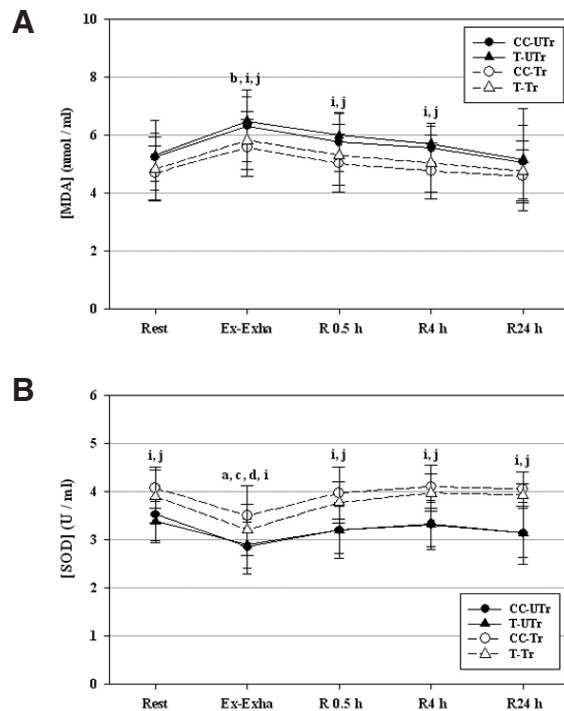 A
10
8
6
4
2
0
[MDA] (nmol / ml)
CC-UTr
T-UTr
CC-Tr
T-Tr
b, i, j
i, j
i, j
Rest Ex-Exha R 0.5 h R4 h R24 h
B
6
5
4
3
2
1
0
[SOD] (U / ml)
i, j
a, c, d, i
i, j
i, j
i, j
CC-UTr
T-UTr
CC-Tr
T-Tr
Rest Ex-Exha R 0.5 h R4 h R24 h